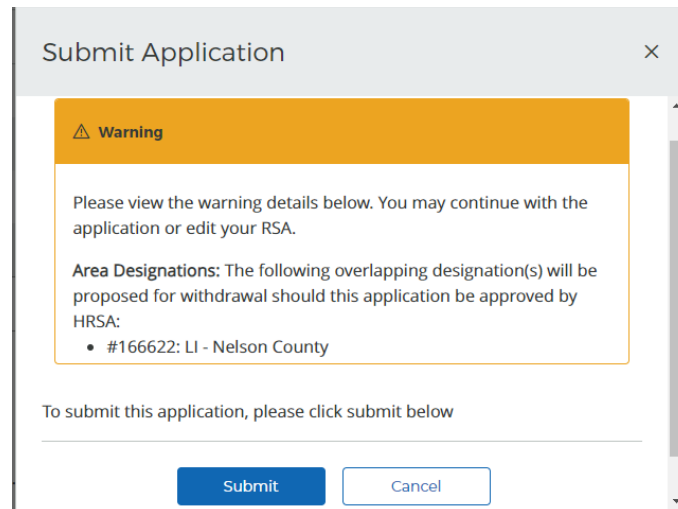 Submit Application
Warning
Please view the warning details below. You may continue with the
application or edit your RSA.
Area Designations: The following overlapping designation(s) will be
proposed for withdrawal should this application be approved by
HRSA:
• #166622: LI - Nelson County
To submit this application, please click submit below
Submit Cancel